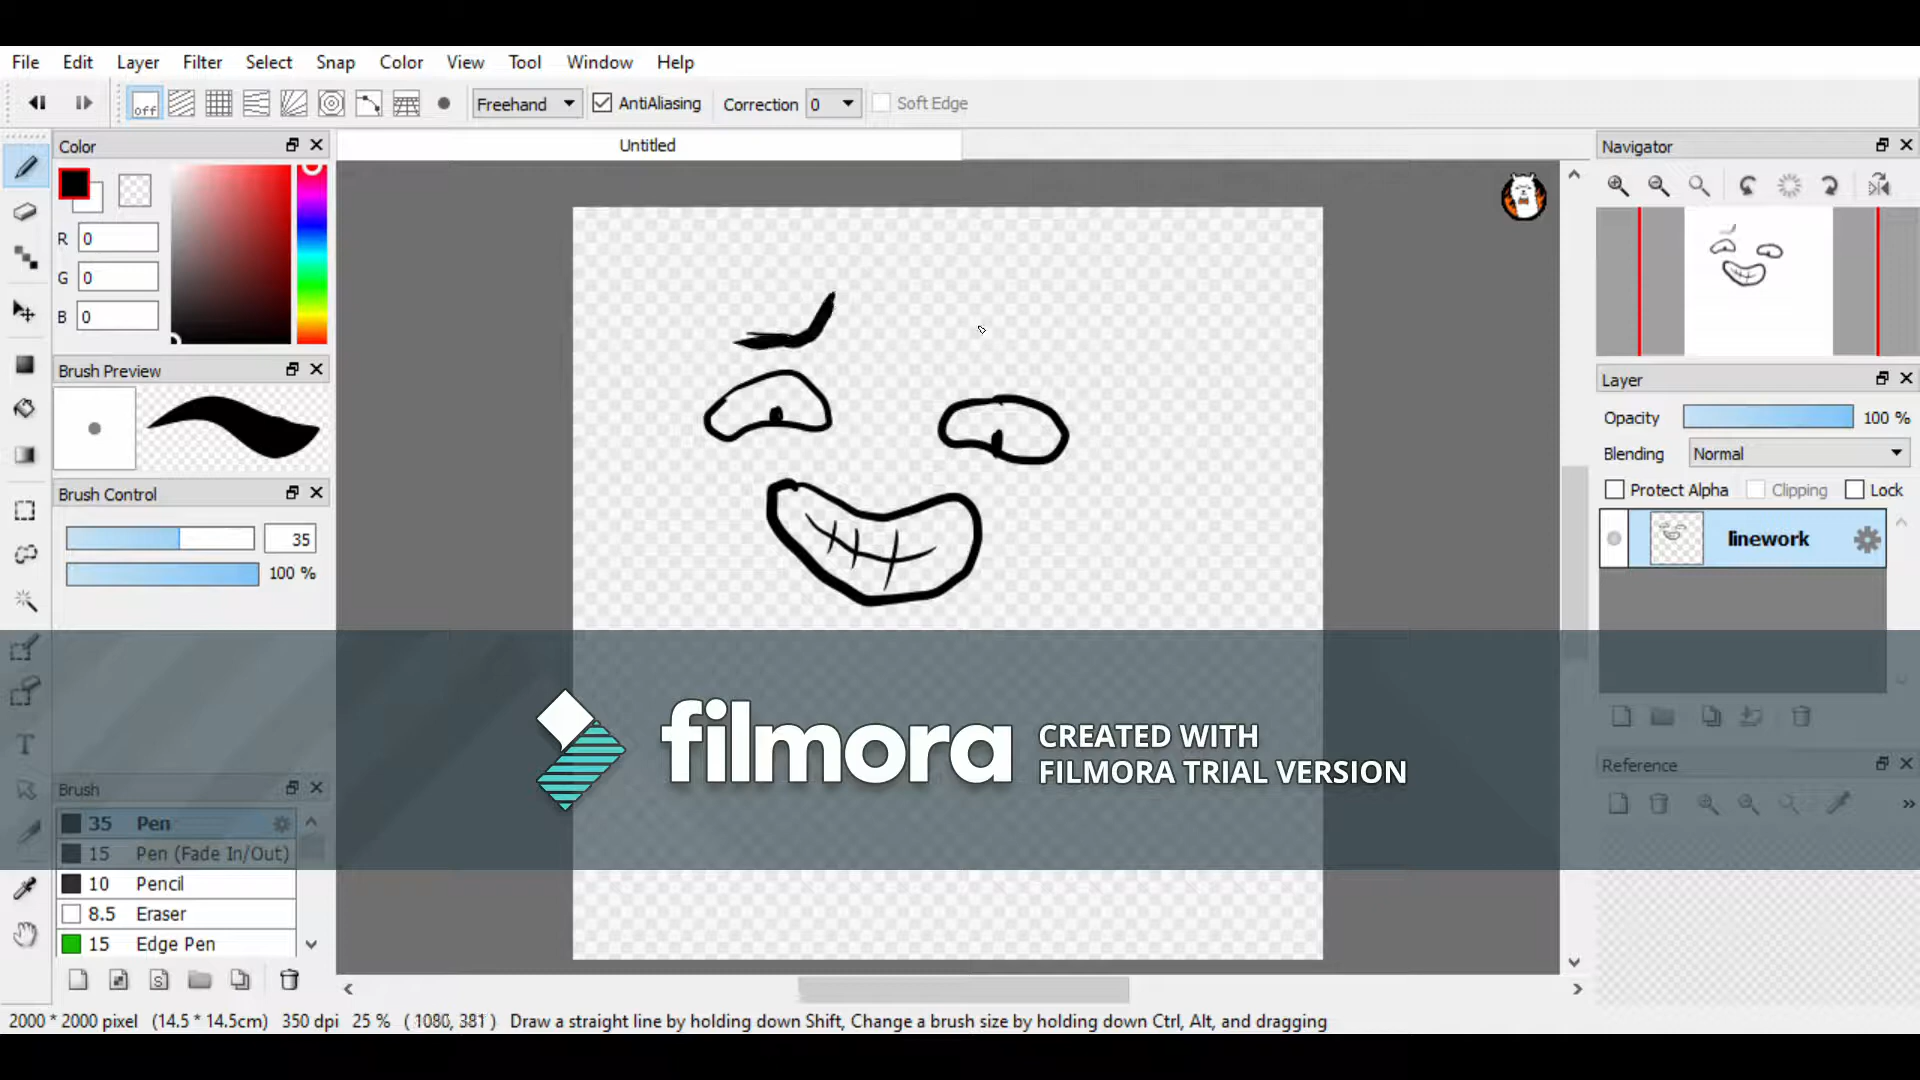 File Edit Layer Filter Select Snap Color View Tool Window Help
off Freehand AntiAliasing Correction 0 Soft Edge
Color
Untitled
Navigator
R 0
G 0
B 0
Brush Preview
Layer
Opacity 100 %
Blending Normal
Brush Control
Protect Alpha Clipping Lock
35
linework
100 %
filmora CREATED WITH
FILMORA TRIAL VERSION
Reference
Brush
35 Pen
15 Pen (Fade In/Out)
10 Pencil
8.5 Eraser
15 Edge Pen
T
S
2000 * 2000 pixel (14.5 * 14.5cm) 350 dpi 25 % ( 1080, 381 ) Draw a straight line by holding down Shift, Change a brush size by holding down Ctrl, Alt, and dragging